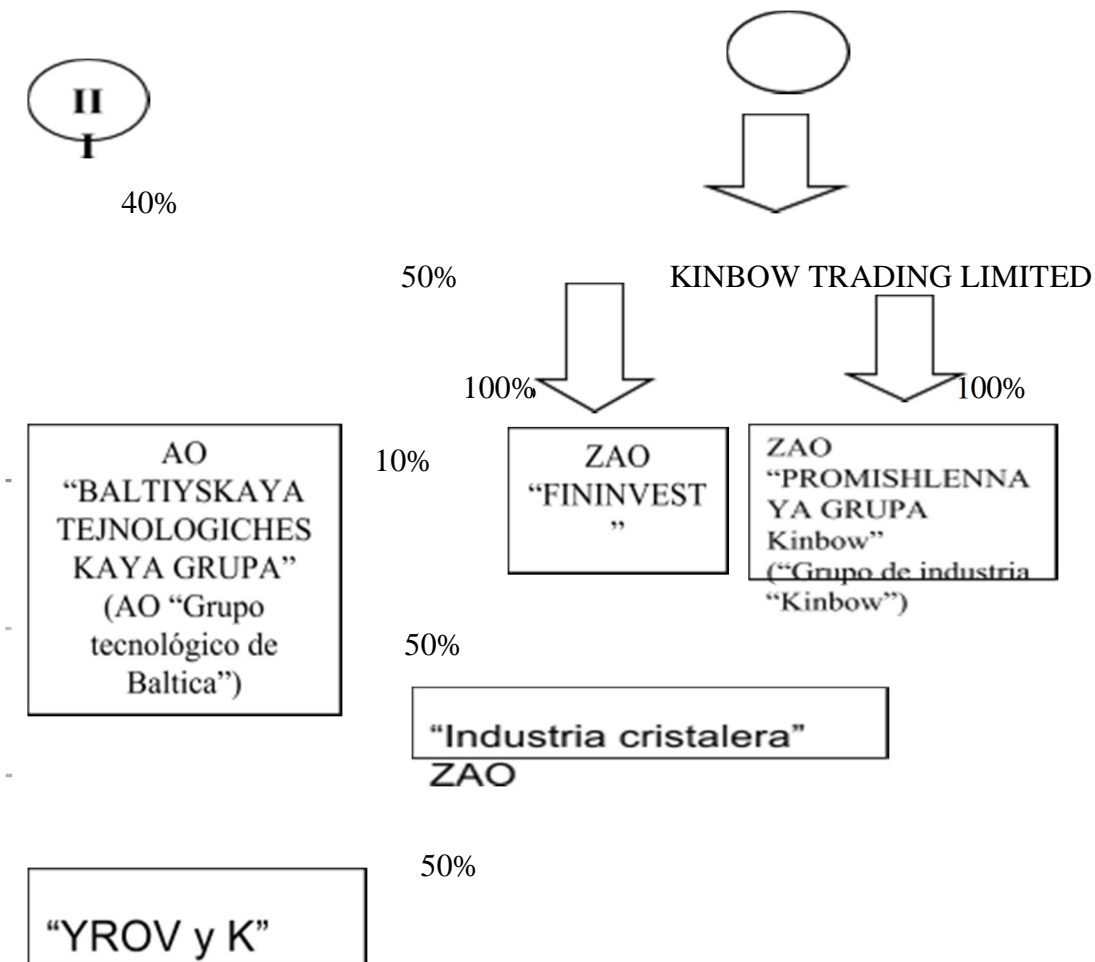 II
I
40%
50%
KINBOW TRADING LIMITED
100%
100%
AO
“BALTIYSKAYA
TEJNOLOGICHES
KAYA GRUPA”
(AO “Grupo
tecnológico de
Baltica”)
10%
ZAO
“FININVEST
”
ZAO
“PROMISHLENNA
YA GRUPA
Kinbow”
(“Grupo de industria
“Kinbow”)
50%
“Industria cristalera”
ZAO
50%
“YROV y K”